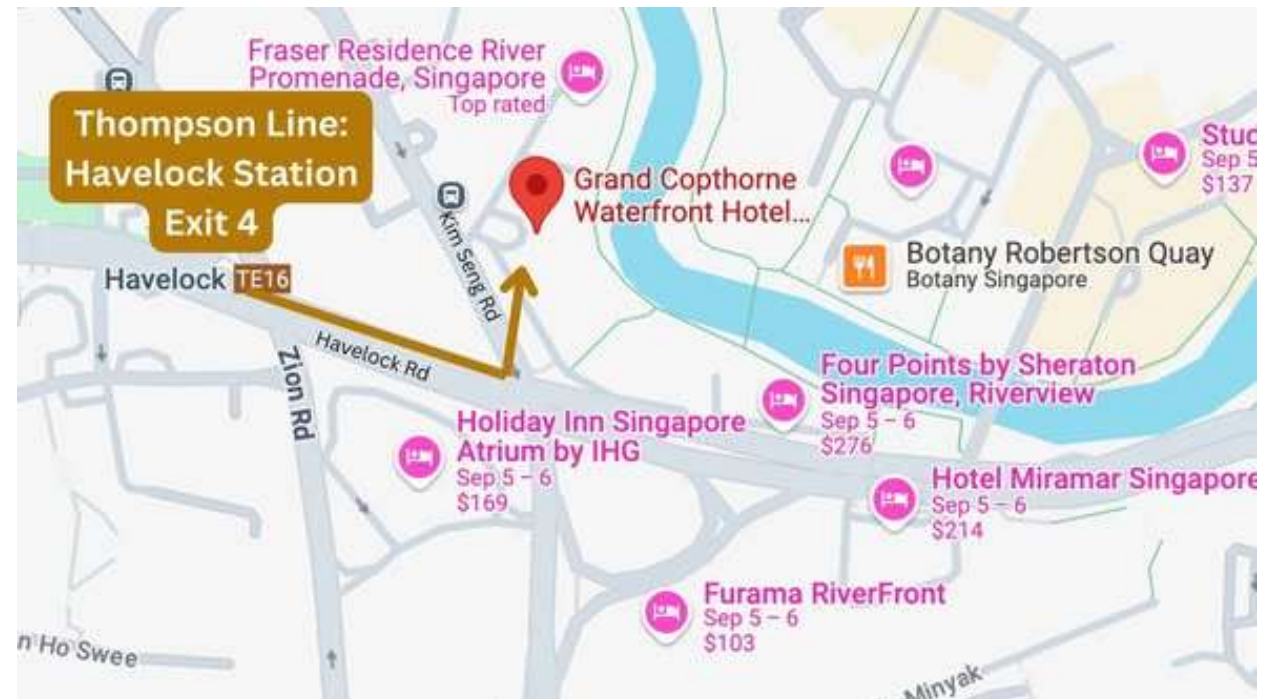 Fraser Residence River
Promenade, Singapore
Top rated
Thompson Line:
Havelock Station
Exit 4
Havelock TE16
Kim Seng Rd
Grand Copthorne
Waterfront Hotel...
Stud
Sep 5
$137
Botany Robertson Quay
Botany Singapore
Havelock Rd
Zion Rd
Four Points by Sheraton
Singapore, Riverview
Sep 5 – 6
$276
Holiday Inn Singapore
Atrium by IHG
Sep 5 – 6
$169
Hotel Miramar Singapore
Sep 5 – 6
$214
Furama RiverFront
Sep 5 – 6
$103
n Ho Swee
Minyak